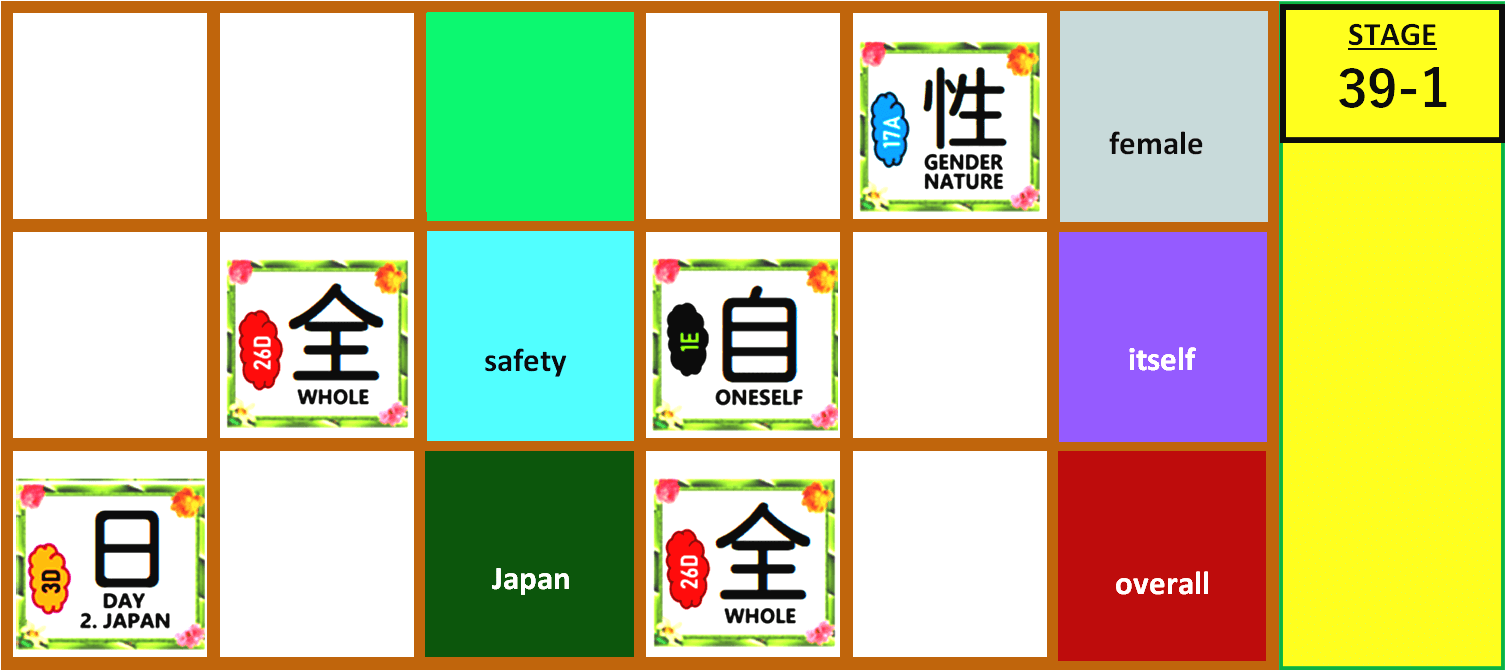 17A
性
GENDER
NATURE
female
STAGE
39-1
26D
全
WHOLE
safety
1E
自
ONESELF
itself
3D
日
DAY
2. JAPAN
Japan
26D
全
WHOLE
overall